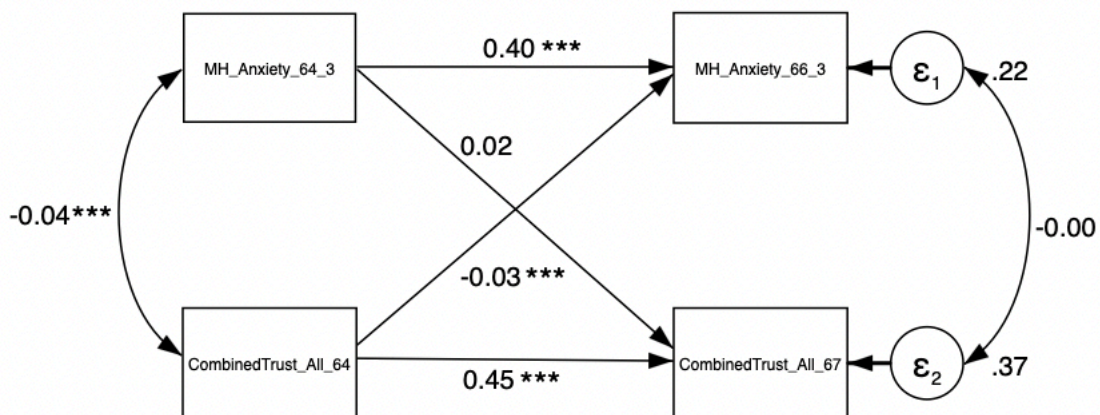 0.40 ***
MH_Anxiety_64_3
MH_Anxiety_66_3
ε1
.22
0.02
-0.04***
-0.00
-0.03 ***
CombinedTrust_All_64
CombinedTrust_All_67
ε2
.37
0.45 ***